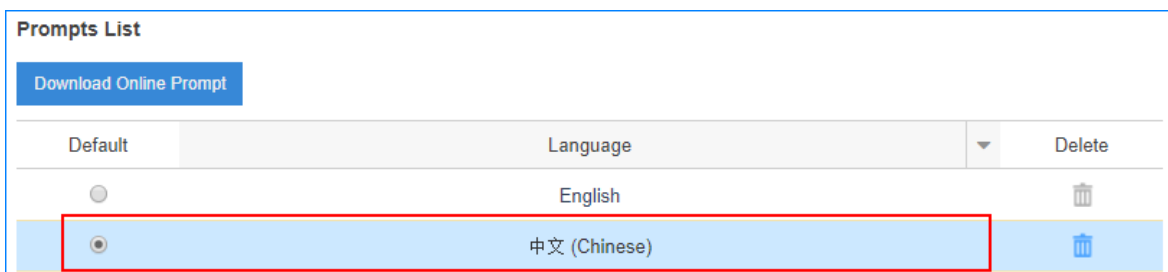 Prompts List
Download Online Prompt
Default Language Delete
English
中文 (Chinese)